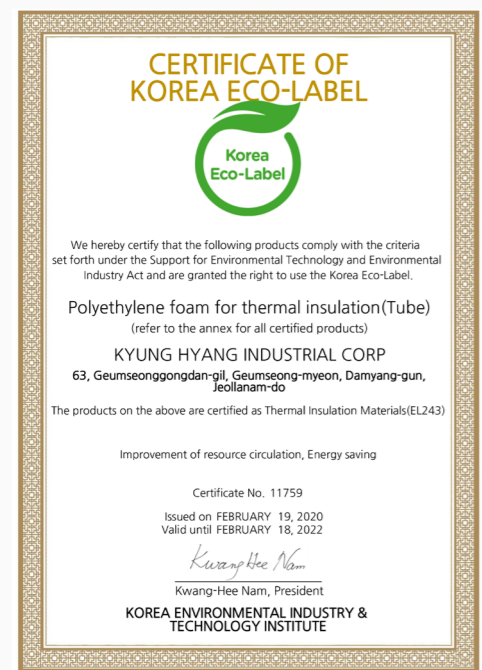 CERTIFICATE OF
KOREA ECO-LABEL
Korea
Eco-Label
We hereby certify that the following products comply with the criteria
set forth under the Support for Environmental Technology and Environmental
Industry Act and are granted the right to use the Korea Eco-Label.
Polyethylene foam for thermal insulation(Tube)
(refer to the annex for all certified products)
KYUNG HYANG INDUSTRIAL CORP
63, Geumseonggongdan-gil, Geumseong-myeon, Damyang-gun,
Jeollanam-do
The products on the above are certified as Thermal Insulation Materials(EL243)
Improvement of resource circulation, Energy saving
Certificate No. 11759
Issued on FEBRUARY 19, 2020
Valid until FEBRUARY 18, 2022
KwangHee Nam
Kwang-Hee Nam, President
KOREA ENVIRONMENTAL INDUSTRY &
TECHNOLOGY INSTITUTE